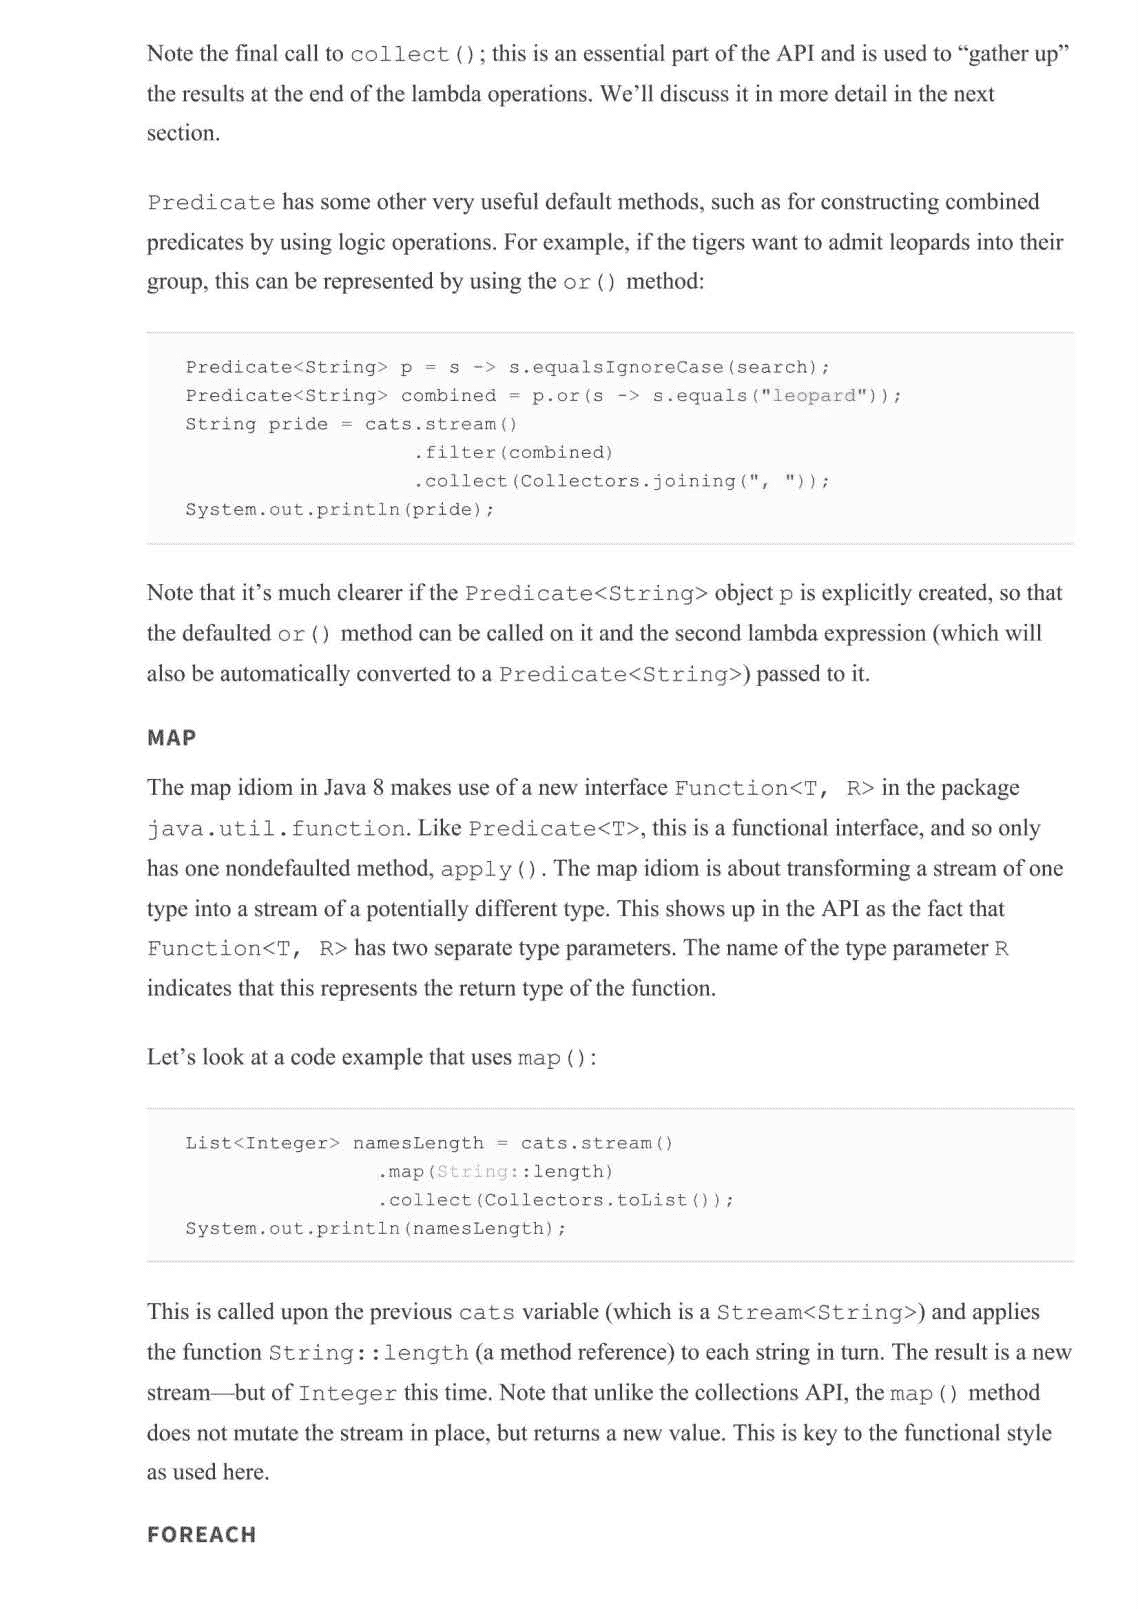 Note the final call to collect(); this is an essential part of the API and is used to “gather up”
the results at the end of the lambda operations. We’ll discuss it in more detail in the next
section.
Predicate has some other very useful default methods, such as for constructing combined
predicates by using logic operations. For example, if the tigers want to admit leopards into their
group, this can be represented by using the or() method:
Predicate<String> p = s -> s.equalsIgnoreCase(search);
Predicate<String> combined = p.or(s -> s.equals("leopard"));
String pride = cats.stream()
.filter(combined)
.collect(Collectors.joining(", "));
System.out.println(pride);
Note that it’s much clearer if the Predicate<String> object p is explicitly created, so that
the defaulted or() method can be called on it and the second lambda expression (which will
also be automatically converted to a Predicate<String>) passed to it.
MAP
The map idiom in Java 8 makes use of a new interface Function<T, R> in the package
java.util.function. Like Predicate<T>, this is a functional interface, and so only
has one nondefaulted method, apply(). The map idiom is about transforming a stream of one
type into a stream of a potentially different type. This shows up in the API as the fact that
Function<T, R> has two separate type parameters. The name of the type parameter R
indicates that this represents the return type of the function.
Let’s look at a code example that uses map():
List<Integer> namesLength = cats.stream()
.map(String::length)
.collect(Collectors.toList());
System.out.println(namesLength);
This is called upon the previous cats variable (which is a Stream<String>) and applies
the function String::length (a method reference) to each string in turn. The result is a new
stream—but of Integer this time. Note that unlike the collections API, the map() method
does not mutate the stream in place, but returns a new value. This is key to the functional style
as used here.
FOREACH